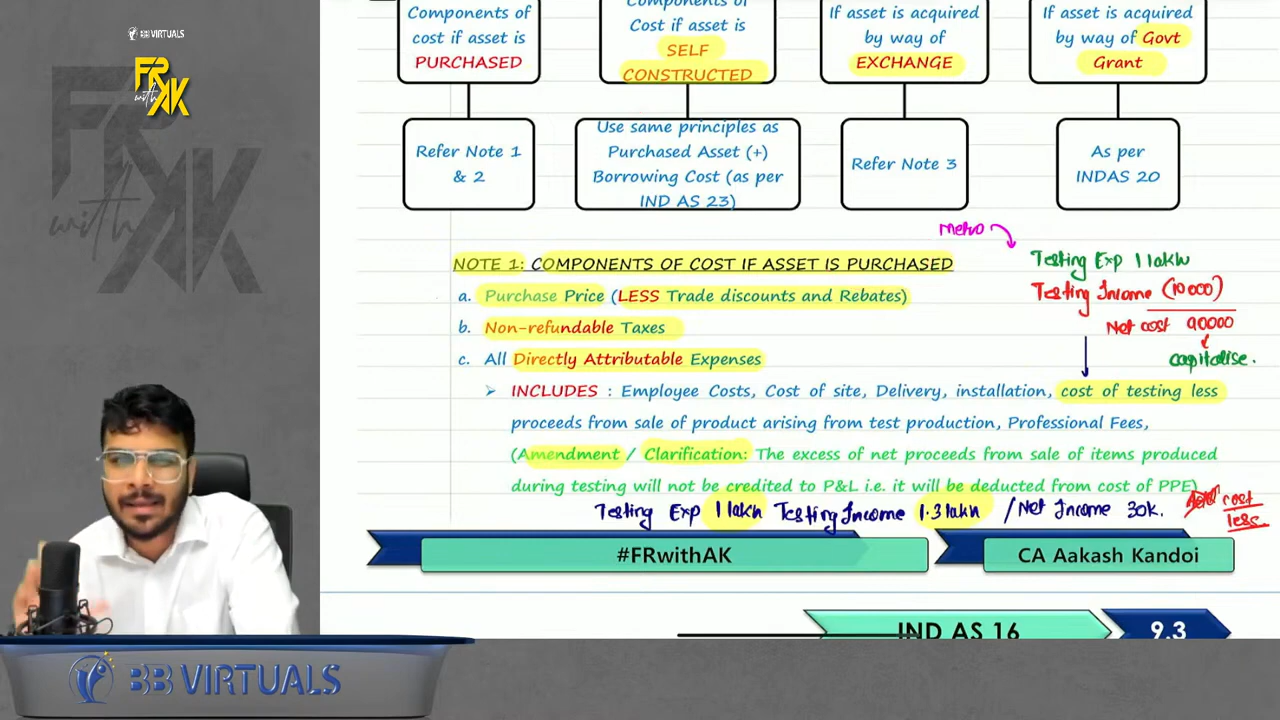 BB VIRTUALS
FR
with
AK
Components of
cost if asset is
PURCHASED
Components of
Cost if asset is
SELF
CONSTRUCTED
If asset is acquired
by way of
EXCHANGE
If asset is acquired
by way of Govt
Grant
Refer Note 1
& 2
Use same principles as
Purchased Asset (+)
Borrowing Cost (as per
IND AS 23)
Refer Note 3
As per
INDAS 20
Metro
Testing Exp 1 lakh
Testing Income (10000)
Net cost 90000
capitalise.
NOTE 1: COMPONENTS OF COST IF ASSET IS PURCHASED
a. Purchase Price (LESS Trade discounts and Rebates)
b. Non-refundable Taxes
c. All Directly Attributable Expenses
➢ INCLUDES : Employee Costs, Cost of site, Delivery, installation, cost of testing less
proceeds from sale of product arising from test production, Professional Fees,
(Amendment / Clarification: The excess of net proceeds from sale of items produced
during testing will not be credited to P&L i.e. it will be deducted from cost of PPE)
Testing Exp 1 lakh Testing Income 1.3 lakh / Net Income 30k.
cost
less
#FRwithAK
CA Aakash Kandoi
IND AS 16
9.3
BB VIRTUALS